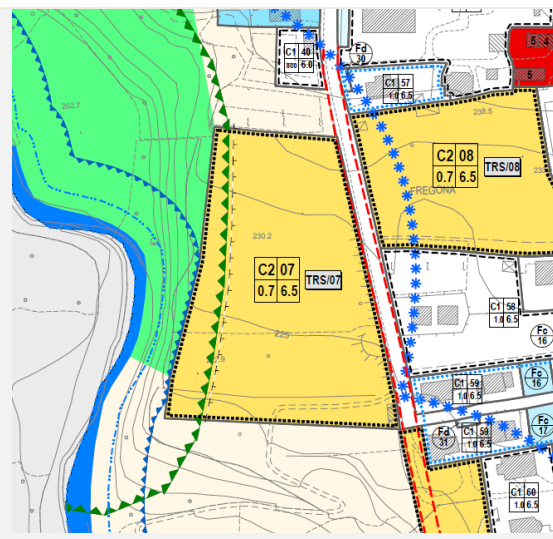 C1 40
800 6.0
Fd
30
5 4
5
C1 57
1.0 6.5
202.7
238.5
C2 08
0.7 6.5
TRS/08
FREGONA
230.2
C2 07
0.7 6.5
TRS/07
C1 58
1.0 6.5
Fc
16
225
C1 59
1.0 6.5
Fc
16
Fd
31
C1 59
1.0 6.5
Fc
17
C1 60
1.0 6.5